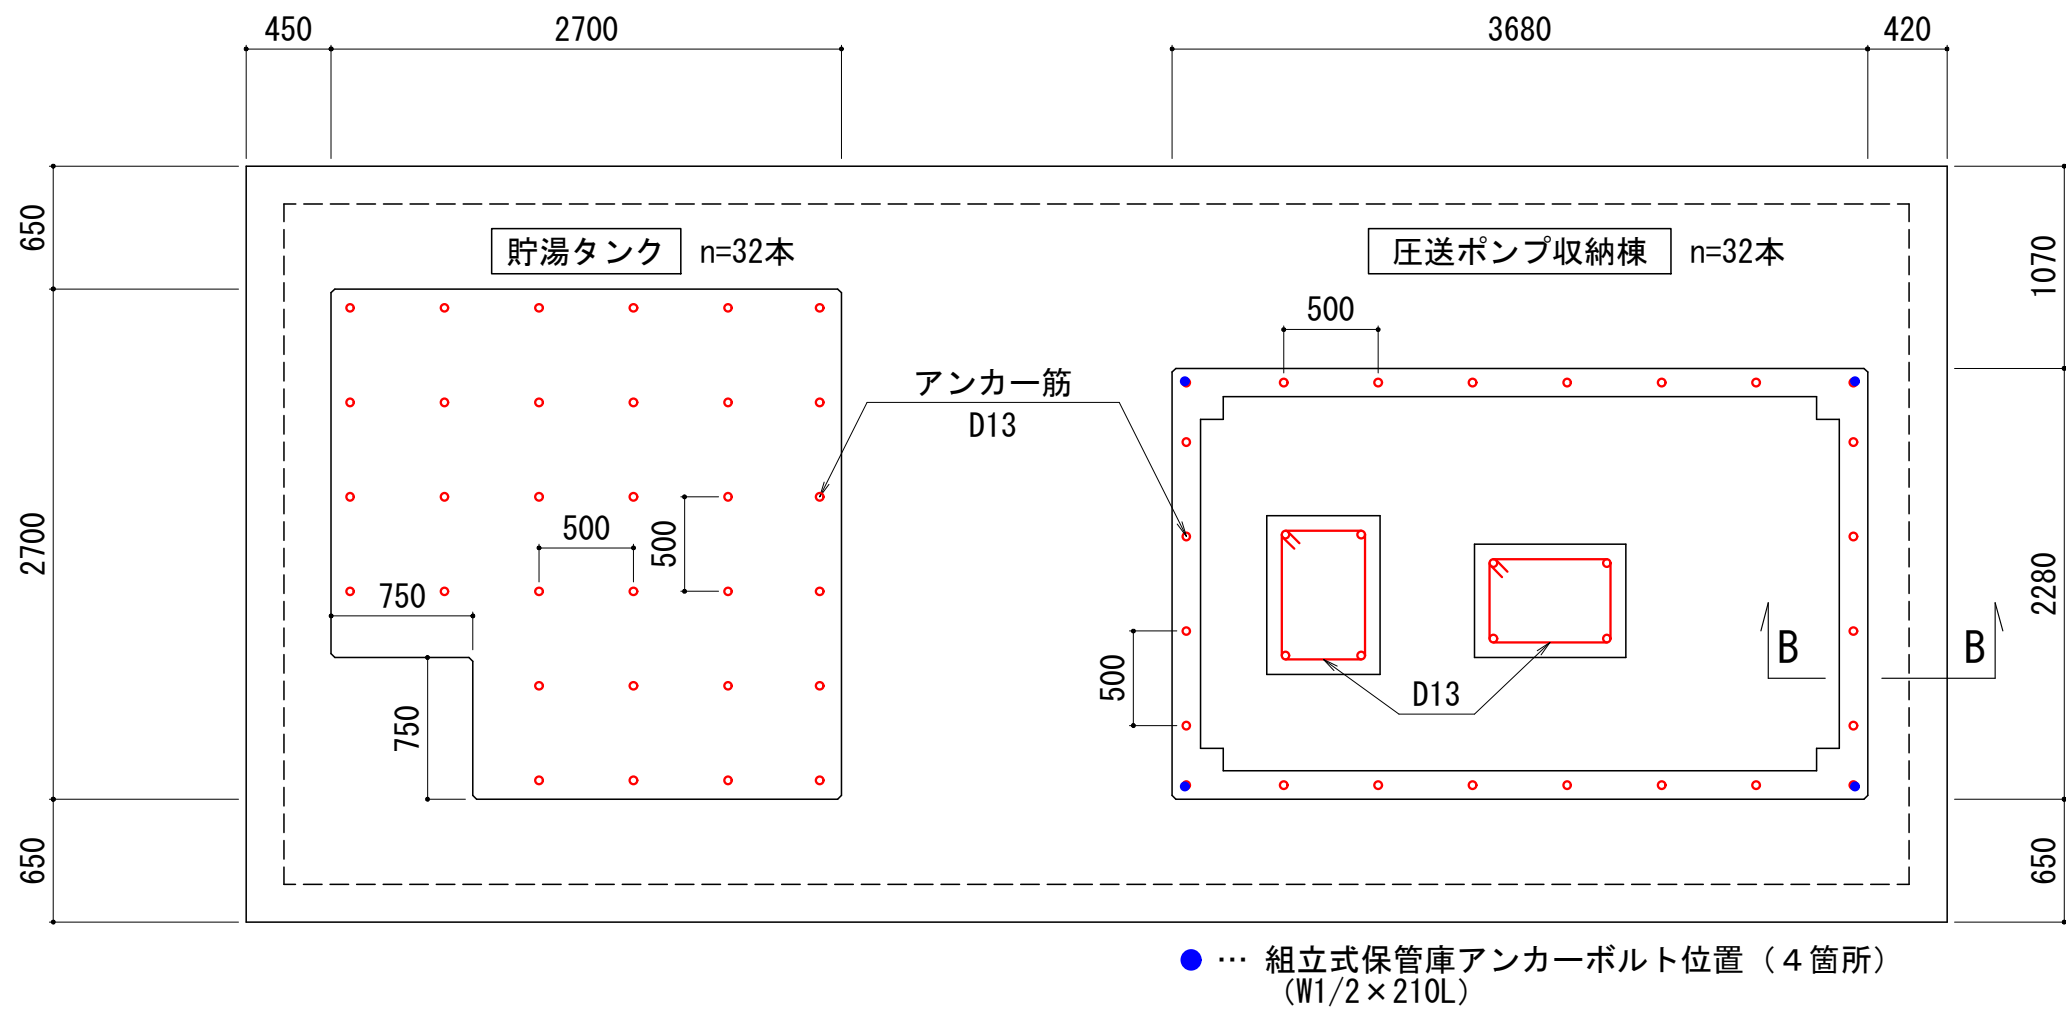 450
2700
3680
420
650
貯湯タンク n=32本
圧送ポンプ収納棟 n=32本
1070
500
アンカー筋
D13
2700
500
500
750
2280
B
B
500
D13
750
650
650
● … 組立式保管庫アンカーボルト位置（４箇所）
(W1/2×210L)